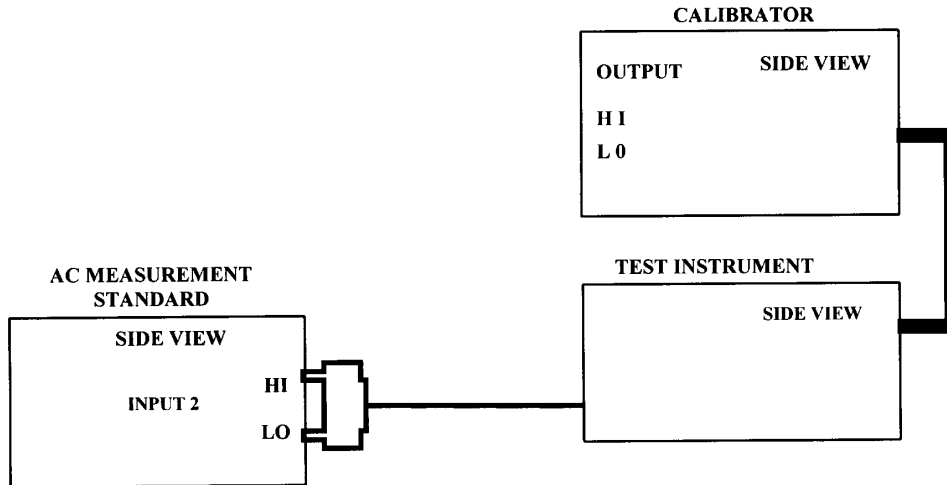 CALIBRATOR
OUTPUT
SIDE VIEW
H I
L 0
AC MEASUREMENT
STANDARD
SIDE VIEW
HI
INPUT 2
LO
TEST INSTRUMENT
SIDE VIEW